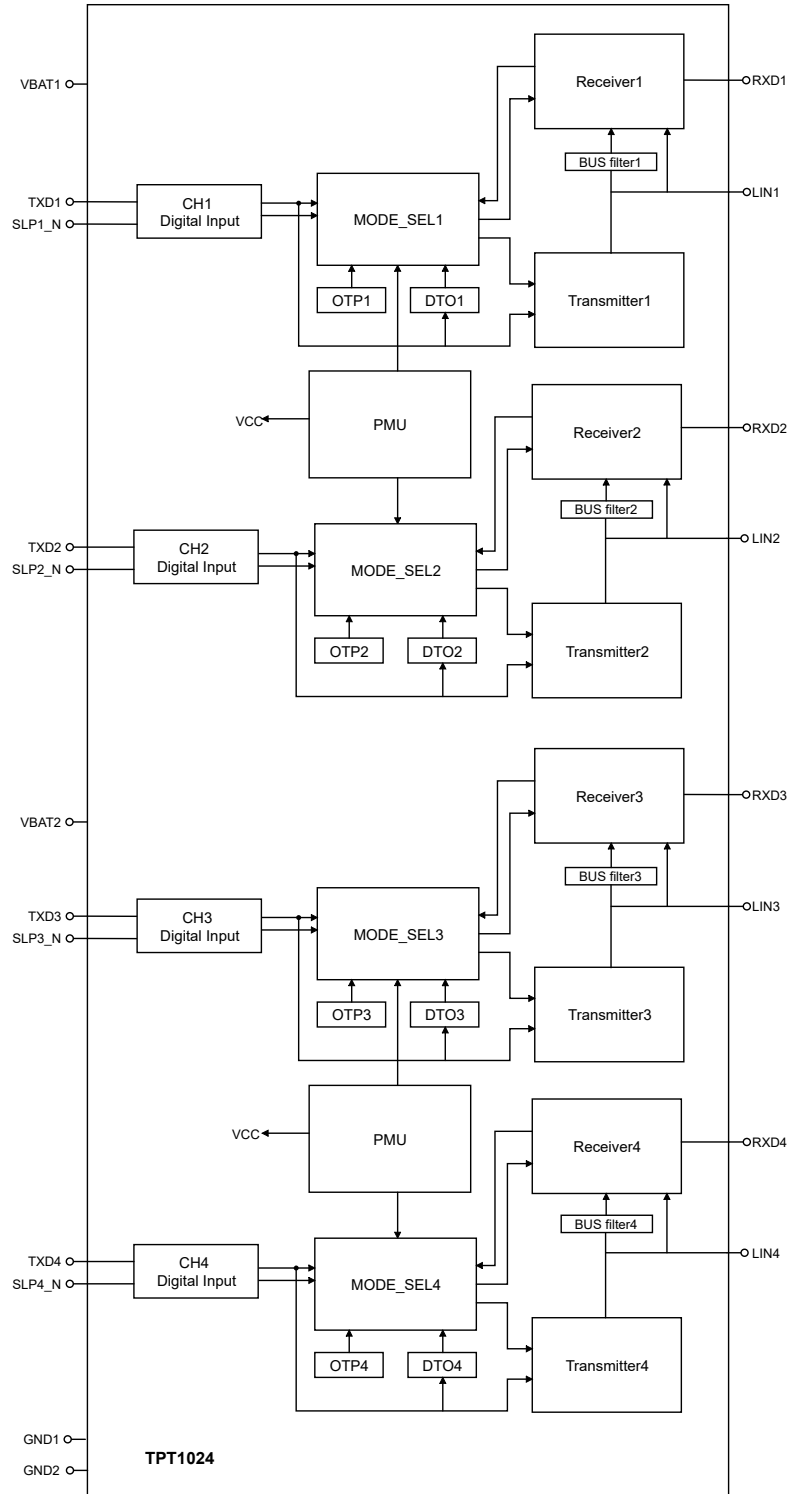 VBAT1
Receiver1
RXD1
BUS filter1
TXD1
SLP1_N
CH1
Digital Input
MODE_SEL1
LIN1
OTP1
DTO1
Transmitter1
VCC
PMU
Receiver2
RXD2
BUS filter2
TXD2
SLP2_N
CH2
Digital Input
MODE_SEL2
LIN2
OTP2
DTO2
Transmitter2
VBAT2
Receiver3
RXD3
BUS filter3
TXD3
SLP3_N
CH3
Digital Input
MODE_SEL3
LIN3
OTP3
DTO3
Transmitter3
VCC
PMU
Receiver4
RXD4
BUS filter4
TXD4
SLP4_N
CH4
Digital Input
MODE_SEL4
LIN4
OTP4
DTO4
Transmitter4
GND1
GND2
TPT1024